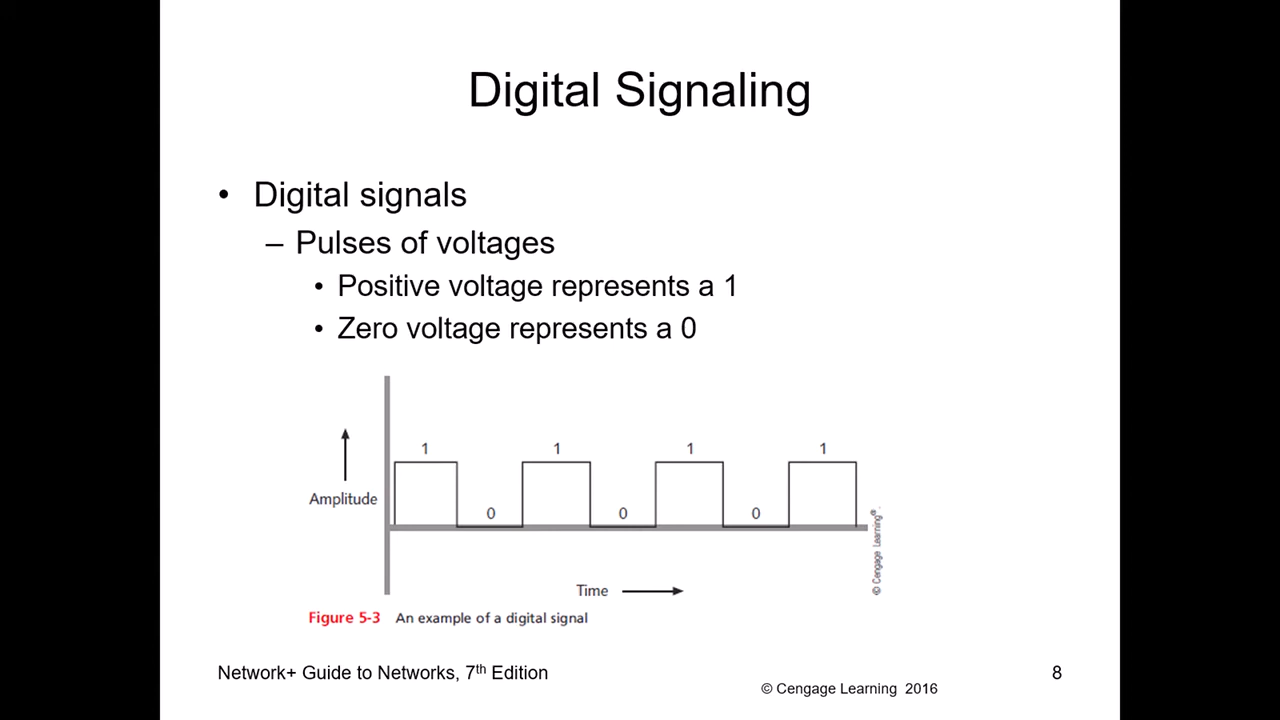 Digital Signaling
• Digital signals
– Pulses of voltages
• Positive voltage represents a 1
• Zero voltage represents a 0
1 1 1 1
Amplitude
0 0 0
© Cengage Learning®.
Time
Figure 5-3 An example of a digital signal
Network+ Guide to Networks, 7th Edition
© Cengage Learning 2016
8